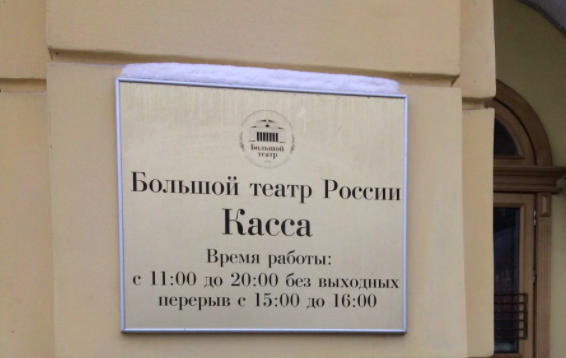 Большой
театр
Большой театр России
Касса
Время работы:
с 11:00 до 20:00 без выходных
перерыв с 15:00 до 16:00